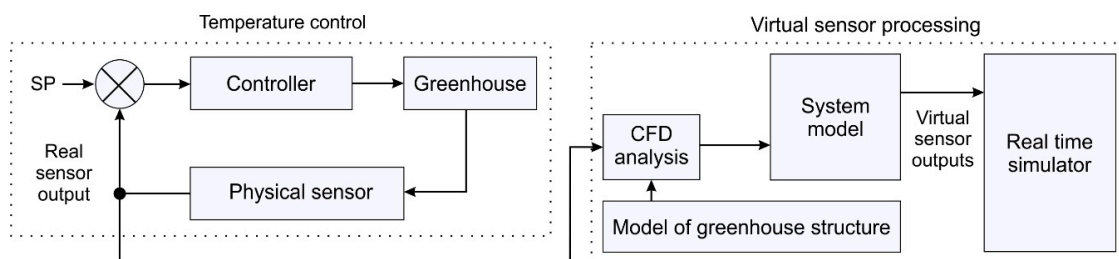 Temperature control
SP
Controller
Greenhouse
Real
sensor
output
Physical sensor
Virtual sensor processing
CFD
analysis
System
model
Virtual
sensor
outputs
Real time
simulator
Model of greenhouse structure